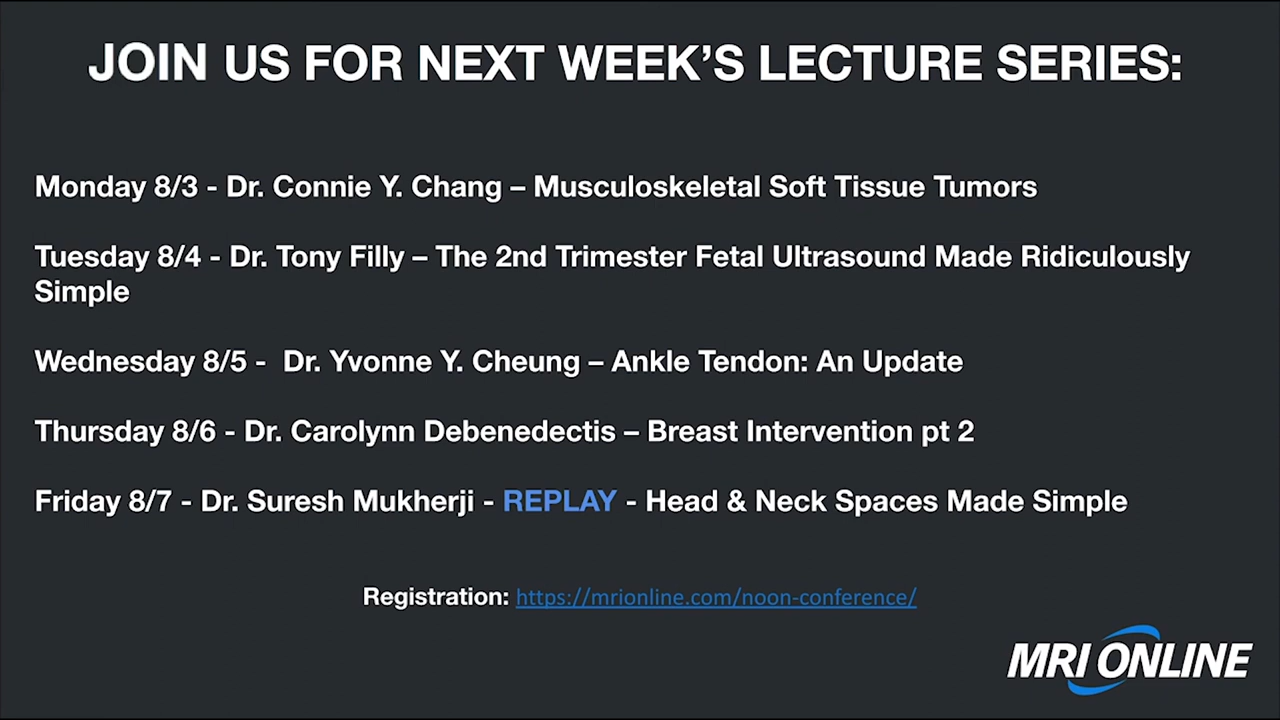 JOIN US FOR NEXT WEEK’S LECTURE SERIES:
Monday 8/3 - Dr. Connie Y. Chang – Musculoskeletal Soft Tissue Tumors
Tuesday 8/4 - Dr. Tony Filly – The 2nd Trimester Fetal Ultrasound Made Ridiculously
Simple
Wednesday 8/5 -  Dr. Yvonne Y. Cheung – Ankle Tendon: An Update
Thursday 8/6 - Dr. Carolynn Debenedectis – Breast Intervention pt 2
Friday 8/7 - Dr. Suresh Mukherji - REPLAY - Head & Neck Spaces Made Simple
Registration: https://mrionline.com/noon-conference/
MRI ONLINE